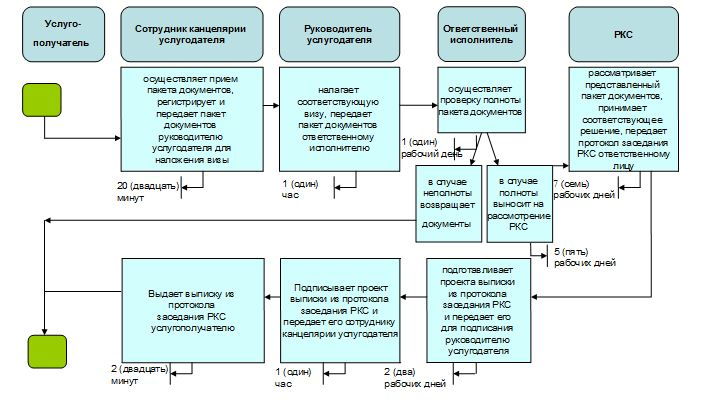 Услуго-
получатель
Сотрудник канцелярии
услугодателя
Руководитель
услугодателя
Ответственный
исполнитель
РКС
осуществляет прием
пакета документов,
регистрирует и
передает пакет
документов
руководителю
услугодателя для
наложения визы
налагает
соответствующую
визу, передает
пакет документов
ответственному
исполнителю
осуществляет
проверку полноты
пакета документов
рассматривает
представленный
пакет документов,
принимает
соответствующее
решение, передает
протокол заседания
РКС ответственному
лицу
20 (двадцать)
минут
1 (один)
час
1 (один)
рабочий день
7 (семь)
рабочих дней
в случае
неполноты
возвращает
документы
в случае
полноты
выносит на
рассмотрение
РКС
5 (пять)
рабочих дней
Выдает выписку из
протокола
заседания РКС
услугополучателю
Подписывает проект
выписки из протокола
заседания РКС и
передает его сотруднику
канцелярии услугодателя
подготавливает
проекта выписки
из протокола
заседания РКС
и передает его
для подписания
руководителю
услугодателя
2 (двадцать)
минут
1 (один)
час
2 (два)
рабочих дней